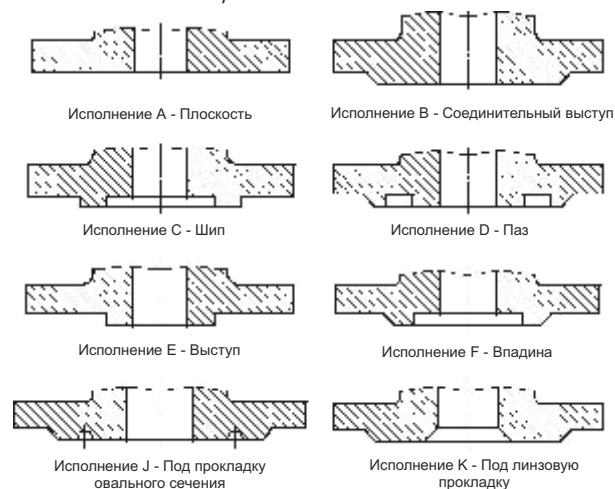 Исполнение A - Плоскость
Исполнение B - Соединительный выступ
Исполнение C - Шип
Исполнение D - Паз
Исполнение E - Выступ
Исполнение F - Впадина
Исполнение J - Под прокладку
овального сечения
Исполнение K - Под линзовую
прокладку